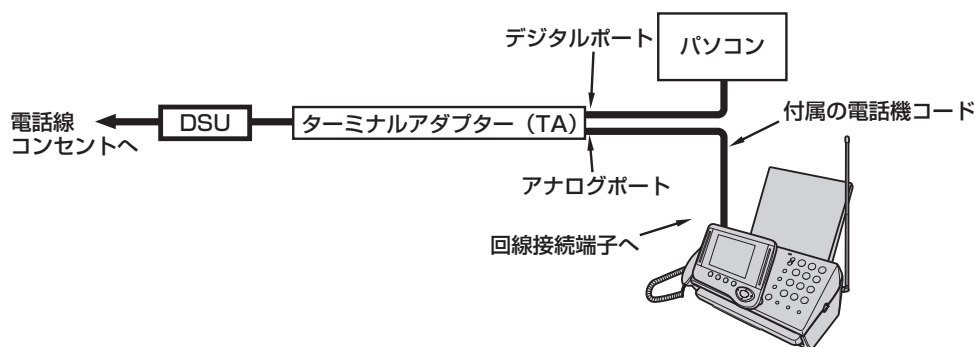 デジタルポート
パソコン
電話線
コンセントへ
DSU
ターミナルアダプター（TA）
付属の電話機コード
アナログポート
回線接続端子へ